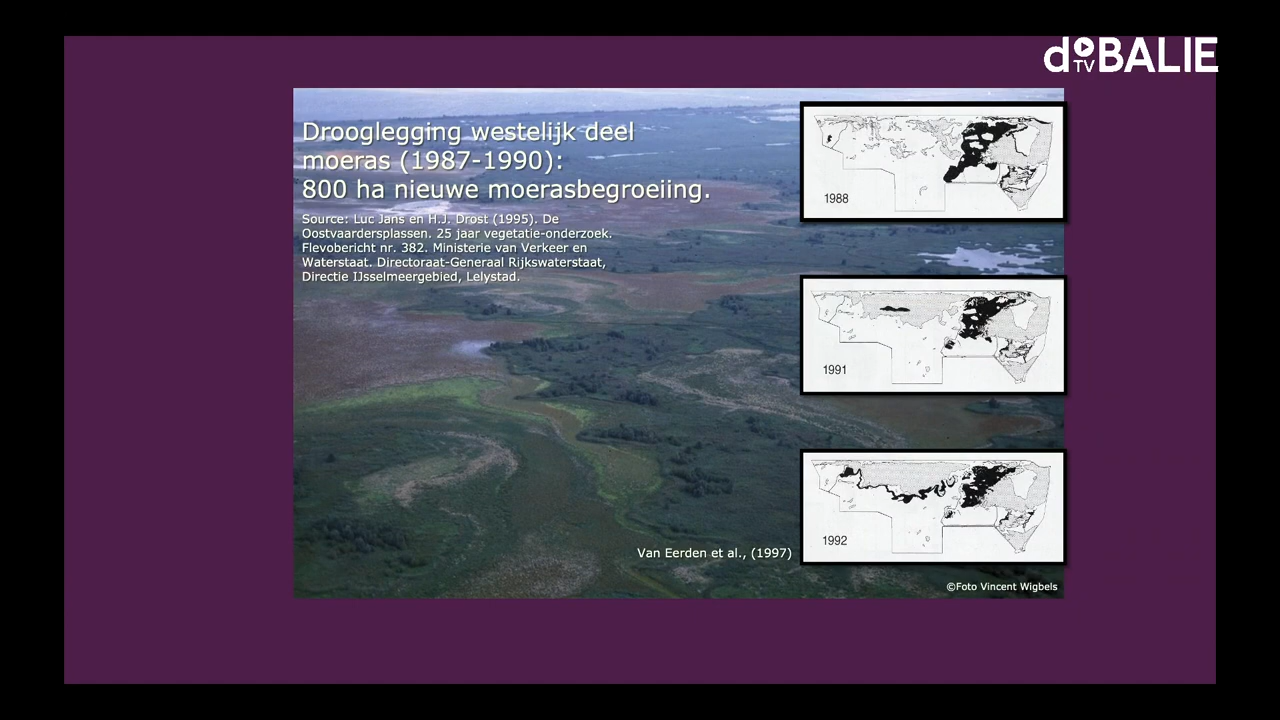 doBALIE
TV
Drooglegging westelijk deel
moeras (1987-1990):
800 ha nieuwe moerasbegroeiing.
Source: Luc Jans en H.J. Drost (1995). De
Oostvaardersplassen. 25 jaar vegetatie-onderzoek.
Flevobericht nr. 382. Ministerie van Verkeer en
Waterstaat. Directoraat-Generaal Rijkswaterstaat,
Directie IJsselmeergebied, Lelystad.
1988
1991
1992
Van Eerden et al., (1997)
©Foto Vincent Wigbels